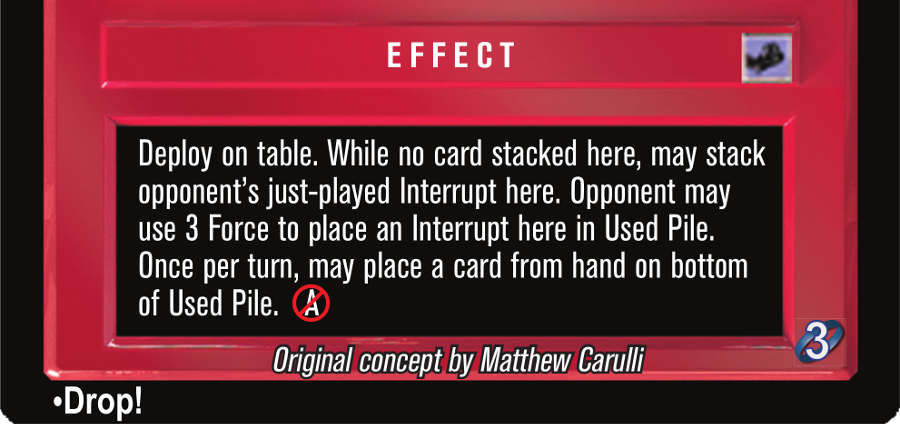 EFFECT
Deploy on table. While no card stacked here, may stack
opponent's just-played Interrupt here. Opponent may
use 3 Force to place an Interrupt here in Used Pile.
Once per turn, may place a card from hand on bottom
of Used Pile. A
3
Original concept by Matthew Carulli
•Drop!